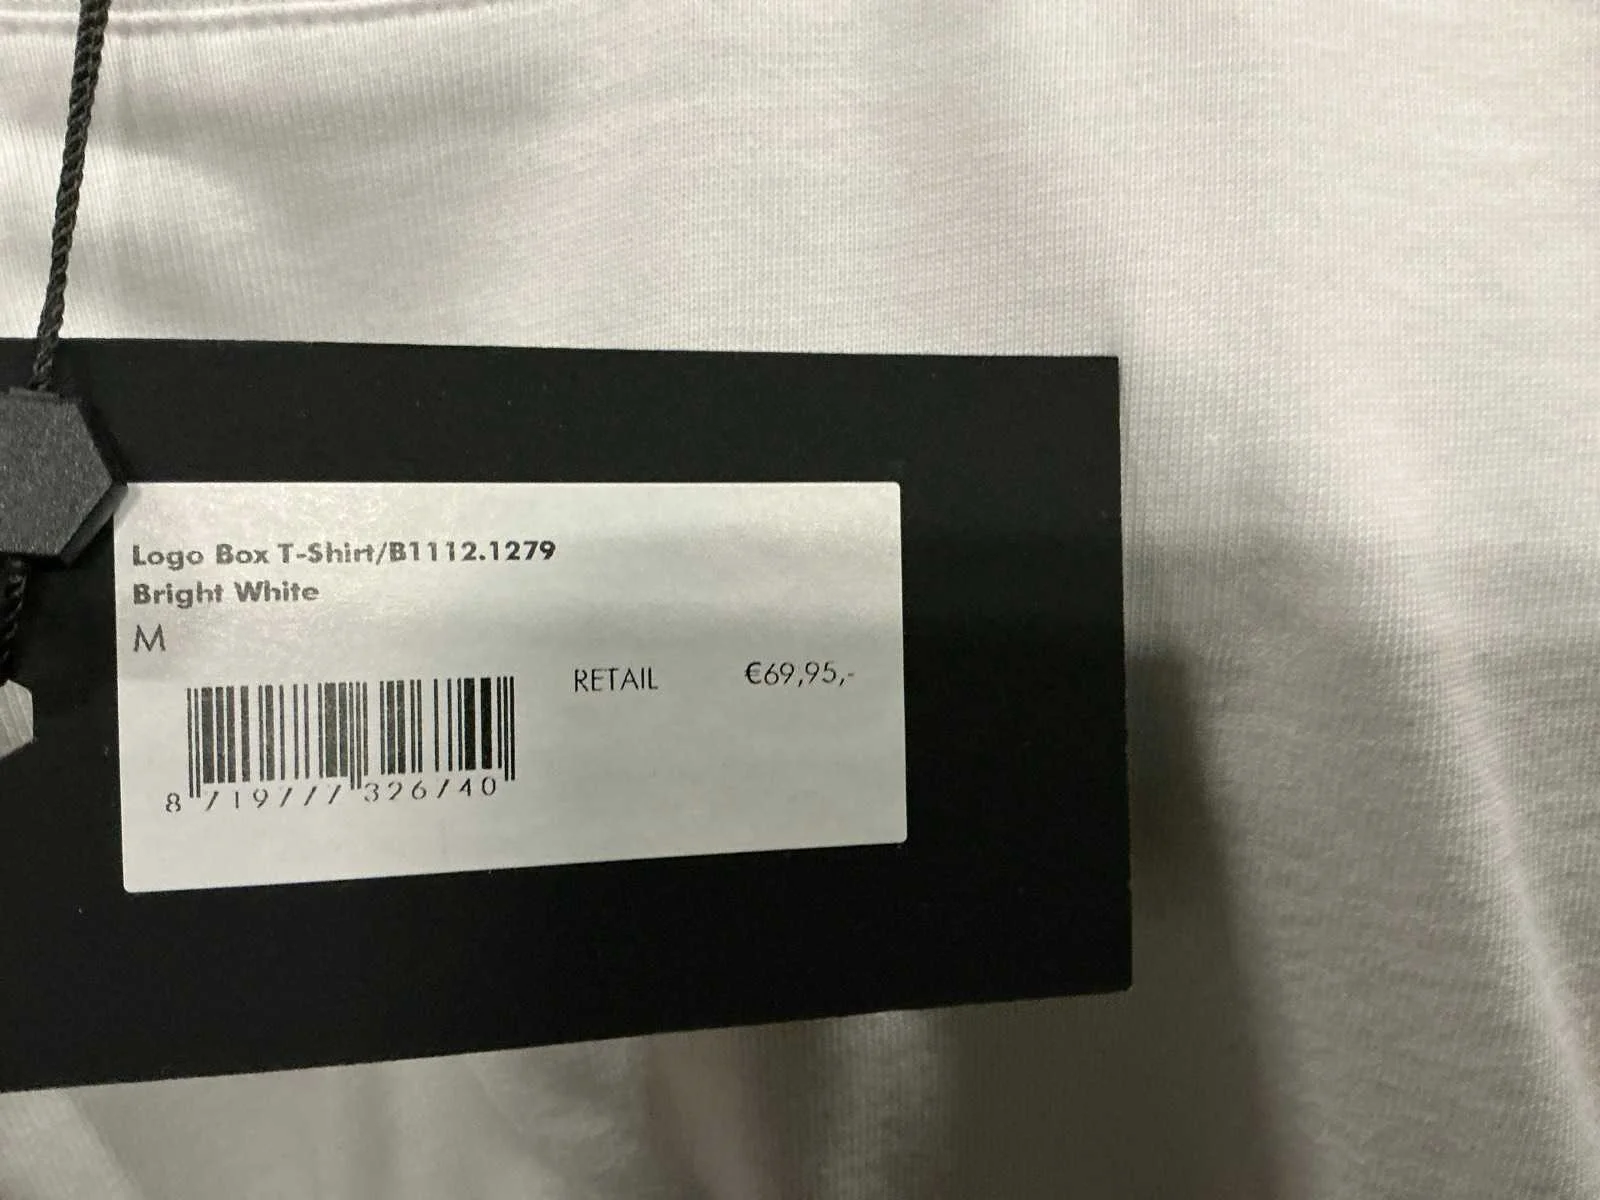 Logo Box T-Shirt/B1112.1279
Bright White
M
RETAIL €69,95,-
8 719777 326740